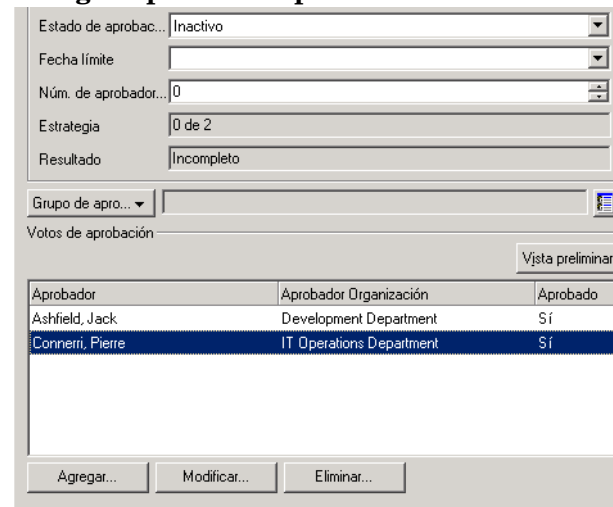 Estado de aprobac... Inactivo
Fecha límite
Núm. de aprobador... 0
Estrategia 0 de 2
Resultado Incompleto
Grupo de apro...
Votos de aprobación
Vista preliminar
Aprobador Aprobador Organización Aprobado
Ashfield, Jack Development Department Sí
Connerri, Pierre IT Operations Department Sí
Agregar... Modificar... Eliminar...